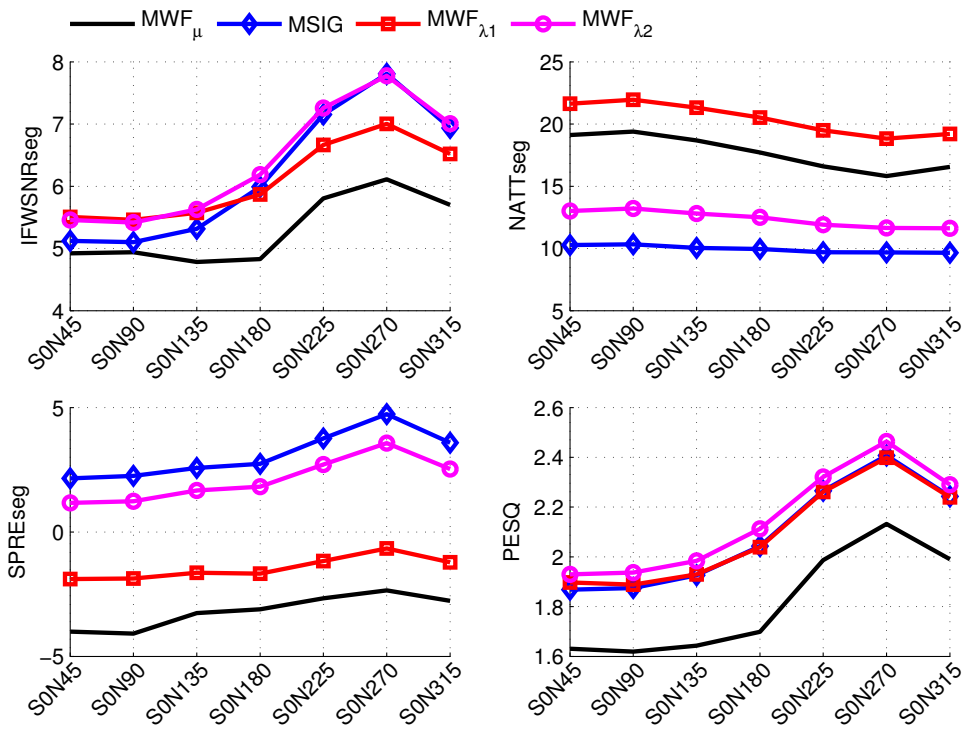 MWFμ MSIG MWFλ1 MWFλ2
8
7
6
5
4
IFWSNRseg
S0N45 S0N90 S0N135 S0N180 S0N225 S0N270 S0N315
25
20
15
10
5
NATTseg
S0N45 S0N90 S0N135 S0N180 S0N225 S0N270 S0N315
5
0
−5
SPREseg
S0N45 S0N90 S0N135 S0N180 S0N225 S0N270 S0N315
2.6
2.4
2.2
2
1.8
1.6
PESQ
S0N45 S0N90 S0N135 S0N180 S0N225 S0N270 S0N315